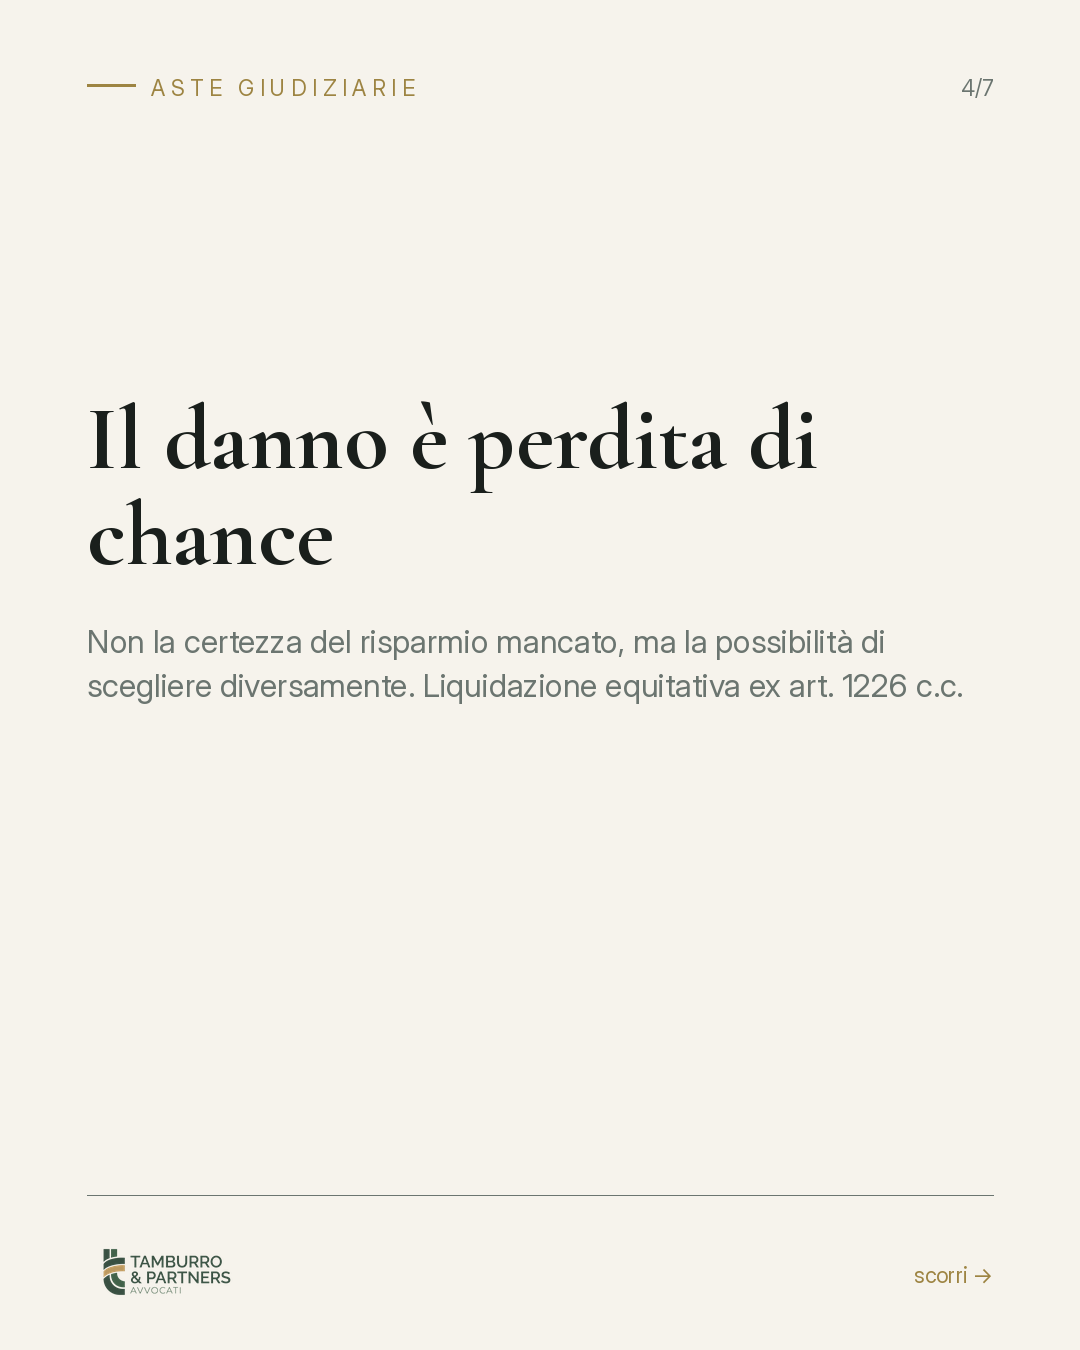 ASTE GIUDIZIARIE
4/7
Il danno è perdita di
chance
Non la certezza del risparmio mancato, ma la possibilità di
scegliere diversamente. Liquidazione equitativa ex art. 1226 c.c.
TAMBURRO
& PARTNERS
AVVOCATI
scorri →